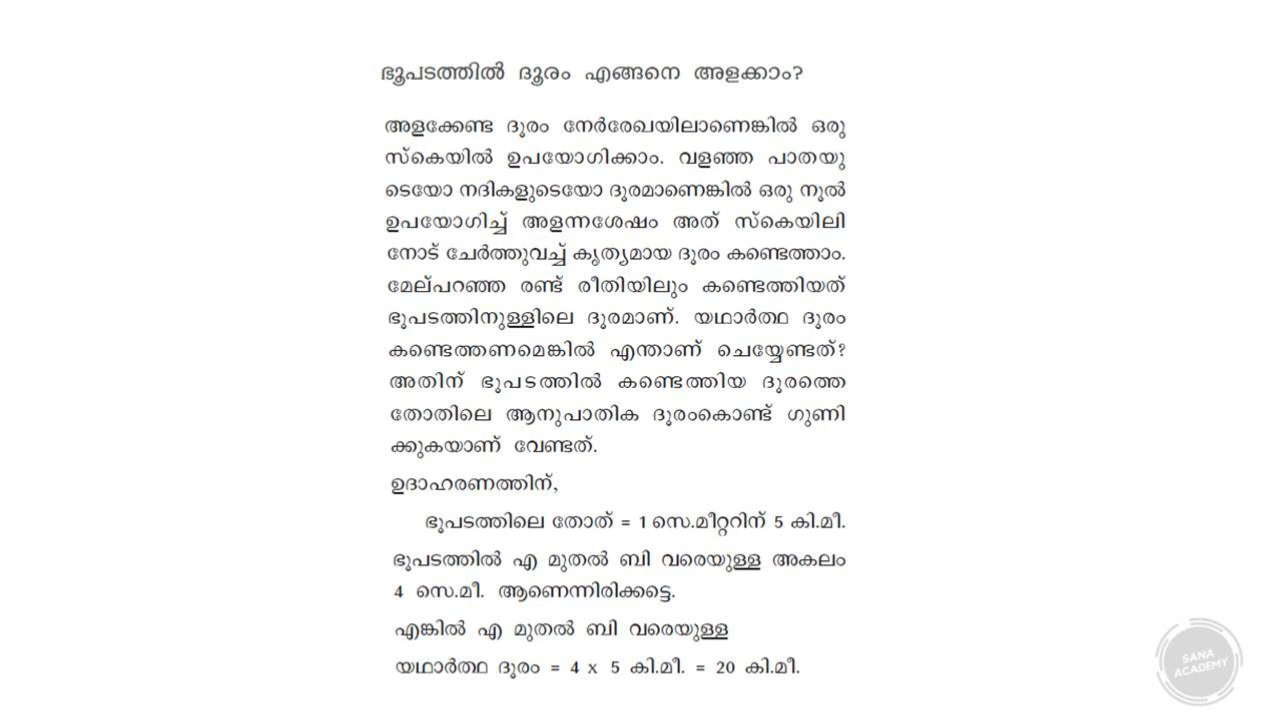 ഭൂപടത്തിൽ ദൂരം എങ്ങനെ അളക്കാം?
അളക്കേണ്ട ദൂരം നേർരേഖയിലാണെങ്കിൽ ഒരു
സ്കെയിൽ ഉപയോഗിക്കാം. വളഞ്ഞ പാതയു
ടെയോ നദികളുടെയോ ദൂരമാണെങ്കിൽ ഒരു നൂൽ
ഉപയോഗിച്ച് അളന്നശേഷം അത് സ്കെയിലി
നോട് ചേർത്തുവച്ച് കൃത്യമായ ദൂരം കണ്ടെത്താം.
മേല്പറഞ്ഞ രണ്ട് രീതിയിലും കണ്ടെത്തിയത്
ഭൂപടത്തിനുള്ളിലെ ദൂരമാണ്. യഥാർത്ഥ ദൂരം
കണ്ടെത്തണമെങ്കിൽ എന്താണ് ചെയ്യേണ്ടത്?
അതിന് ഭൂപടത്തിൽ കണ്ടെത്തിയ ദൂരത്തെ
തോതിലെ ആനുപാതിക ദൂരംകൊണ്ട് ഗുണി
ക്കുകയാണ് വേണ്ടത്.
ഉദാഹരണത്തിന്,
ഭൂപടത്തിലെ തോത് = 1 സെ.മീറ്ററിന് 5 കി.മീ.
ഭൂപടത്തിൽ എ മുതൽ ബി വരെയുള്ള അകലം
4 സെ.മീ. ആണെന്നിരിക്കട്ടെ.
എങ്കിൽ എ മുതൽ ബി വരെയുള്ള
യഥാർത്ഥ ദൂരം = 4 x 5 കി.മീ. = 20 കി.മീ.
SANA
ACADEMY